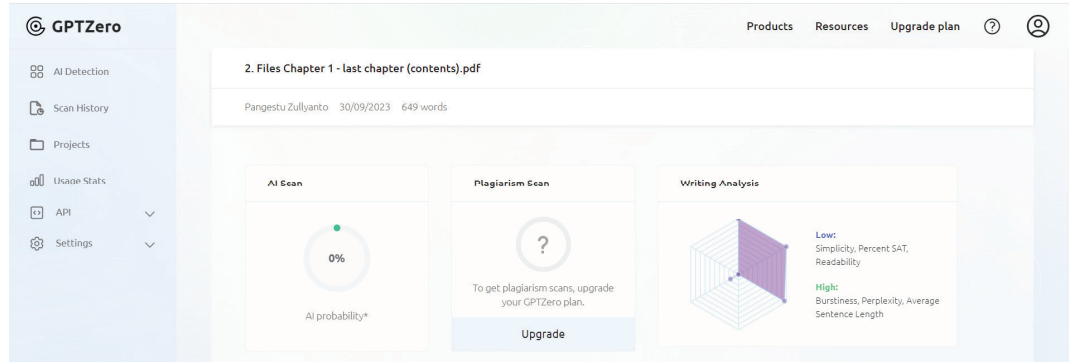 GPTZero
Products Resources Upgrade plan
AI Detection
Scan History
Projects
Usage Stats
API
Settings
2. Files Chapter 1 - last chapter (contents).pdf
Pangestu Zullyanto 30/09/2023 649 words
AI Scan
0%
AI probability*
Plagiarism Scan
?
To get plagiarism scans, upgrade
your GPTZero plan.
Upgrade
Writing Analysis
Low:
Simplicity, Percent SAT,
Readability
High:
Burstiness, Perplexity, Average
Sentence Length